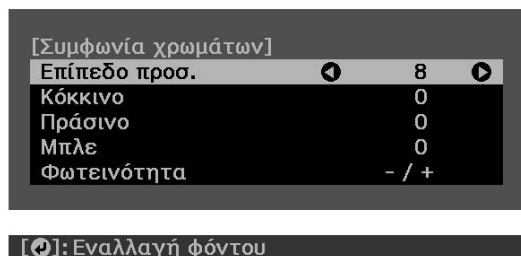 [Συμφωνία χρωμάτων]
Επίπεδο προσ. 8
Κόκκινο 0
Πράσινο 0
Μπλε 0
Φωτεινότητα - / +
[↵]: Εναλλαγή φόντου